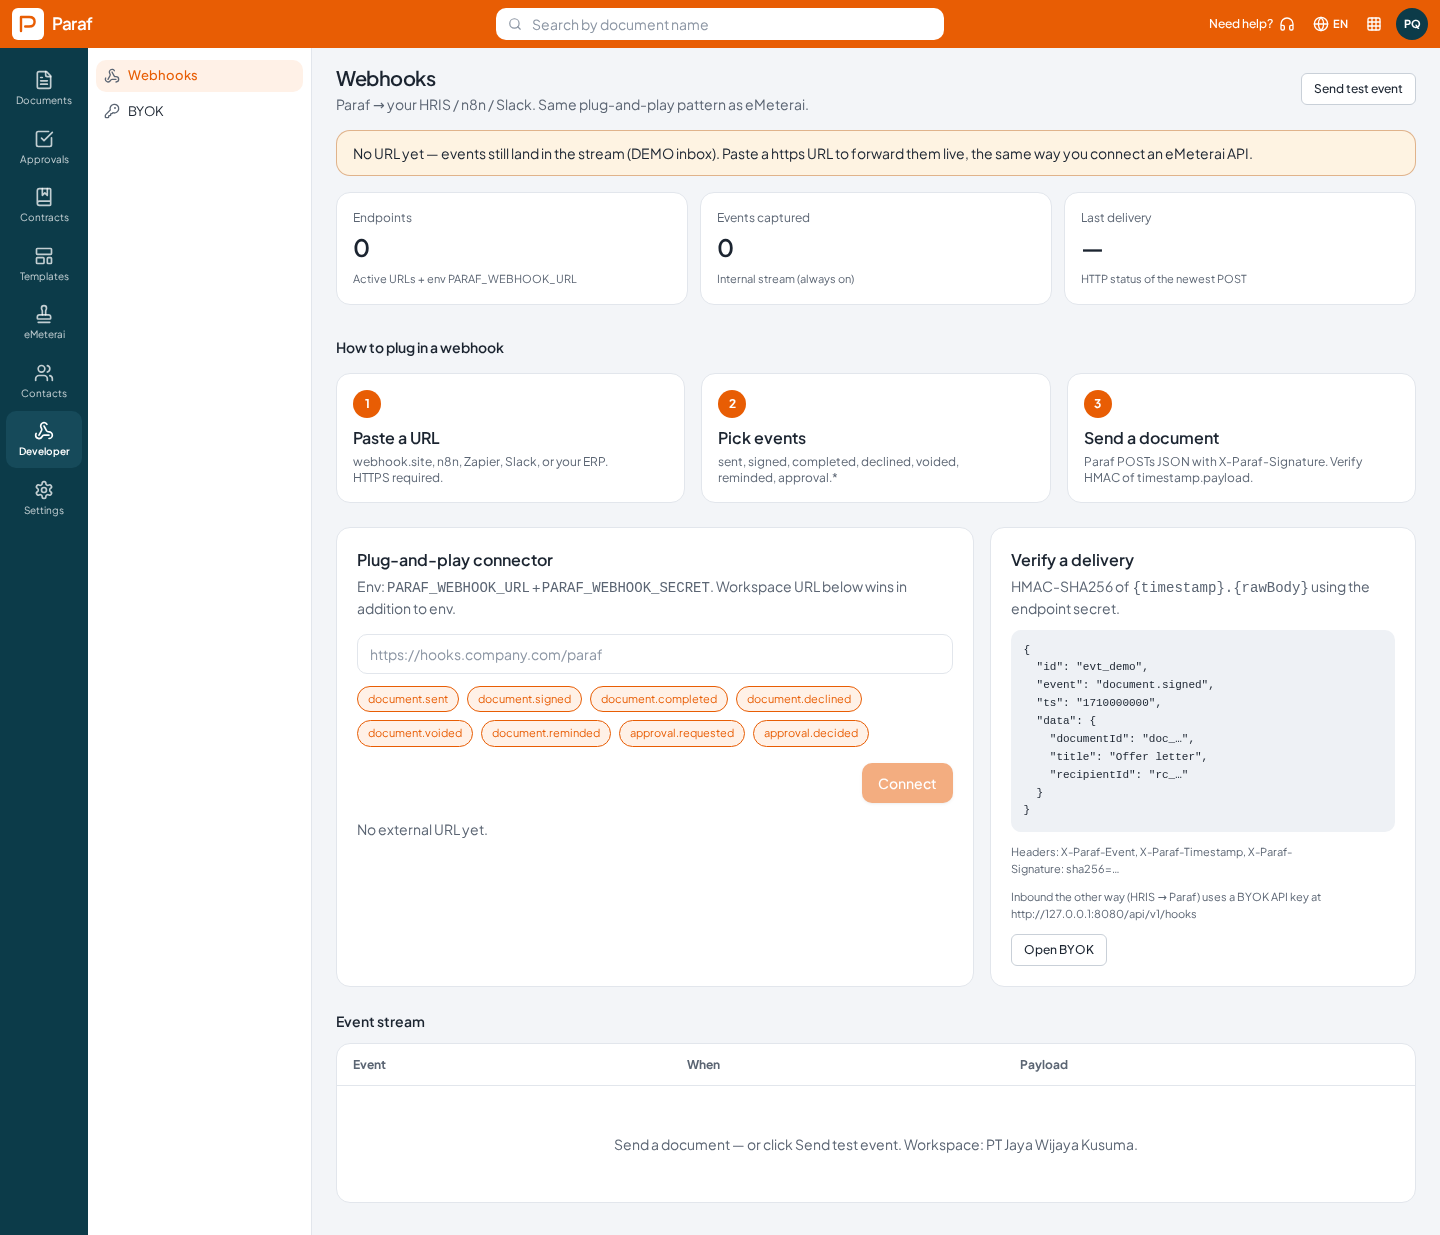 Paraf
Search by document name
Need help?
EN
PQ
Documents
Approvals
Contracts
Templates
eMeterai
Contacts
Developer
Settings
Webhooks
BYOK
Webhooks
Paraf → your HRIS / n8n / Slack. Same plug-and-play pattern as eMeterai.
Send test event
No URL yet — events still land in the stream (DEMO inbox). Paste a https URL to forward them live, the same way you connect an eMeterai API.
Endpoints
0
Active URLs + env PARAF_WEBHOOK_URL
Events captured
0
Internal stream (always on)
Last delivery
—
HTTP status of the newest POST
How to plug in a webhook
1
Paste a URL
webhook.site, n8n, Zapier, Slack, or your ERP.
HTTPS required.
2
Pick events
sent, signed, completed, declined, voided,
reminded, approval.*
3
Send a document
Paraf POSTs JSON with X-Paraf-Signature. Verify
HMAC of timestamp.payload.
Plug-and-play connector
Env: PARAF_WEBHOOK_URL + PARAF_WEBHOOK_SECRET. Workspace URL below wins in
addition to env.
https://hooks.company.com/paraf
document.sent
document.signed
document.completed
document.declined
document.voided
document.reminded
approval.requested
approval.decided
Connect
No external URL yet.
Verify a delivery
HMAC-SHA256 of {timestamp}.{rawBody} using the
endpoint secret.
{
"id": "evt_demo",
"event": "document.signed",
"ts": "1710000000",
"data": {
"documentId": "doc_…",
"title": "Offer letter",
"recipientId": "rc_…"
}
}
Headers: X-Paraf-Event, X-Paraf-Timestamp, X-Paraf-
Signature: sha256=…
Inbound the other way (HRIS → Paraf) uses a BYOK API key at
http://127.0.0.1:8080/api/v1/hooks
Open BYOK
Event stream
Event
When
Payload
Send a document — or click Send test event. Workspace: PT Jaya Wijaya Kusuma.